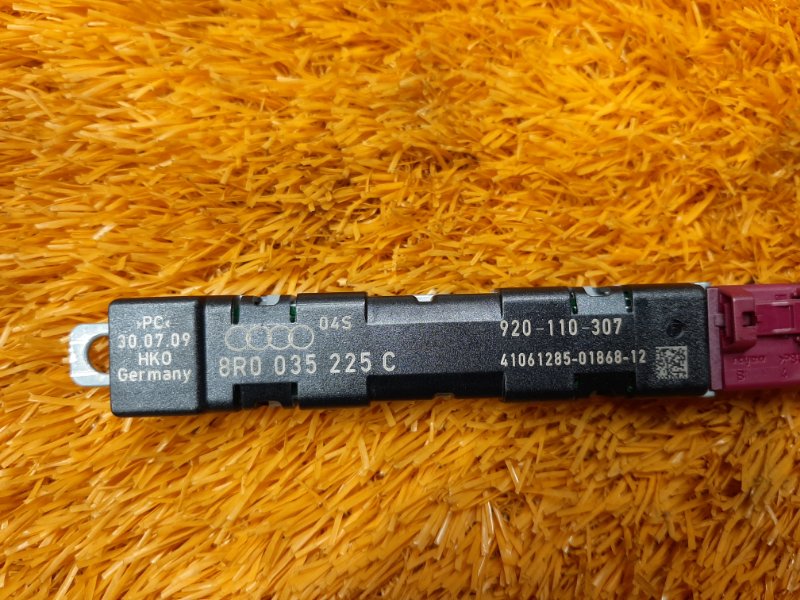 >PC<
30.07.09
HKO
Germany
04S
8R0 035 225 C
920-110-307
41061285-01868-12